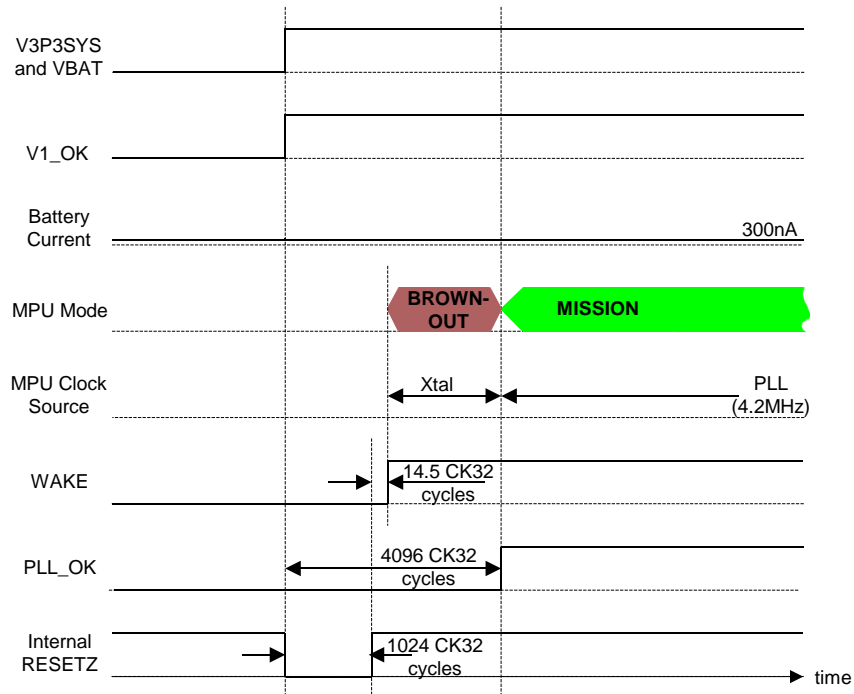 V3P3SYS
and VBAT
V1_OK
Battery
Current
300nA
MPU Mode
BROWN-
OUT
MISSION
MPU Clock
Source
Xtal
PLL
(4.2MHz)
WAKE
14.5 CK32
cycles
PLL_OK
4096 CK32
cycles
Internal
RESETZ
1024 CK32
cycles
time